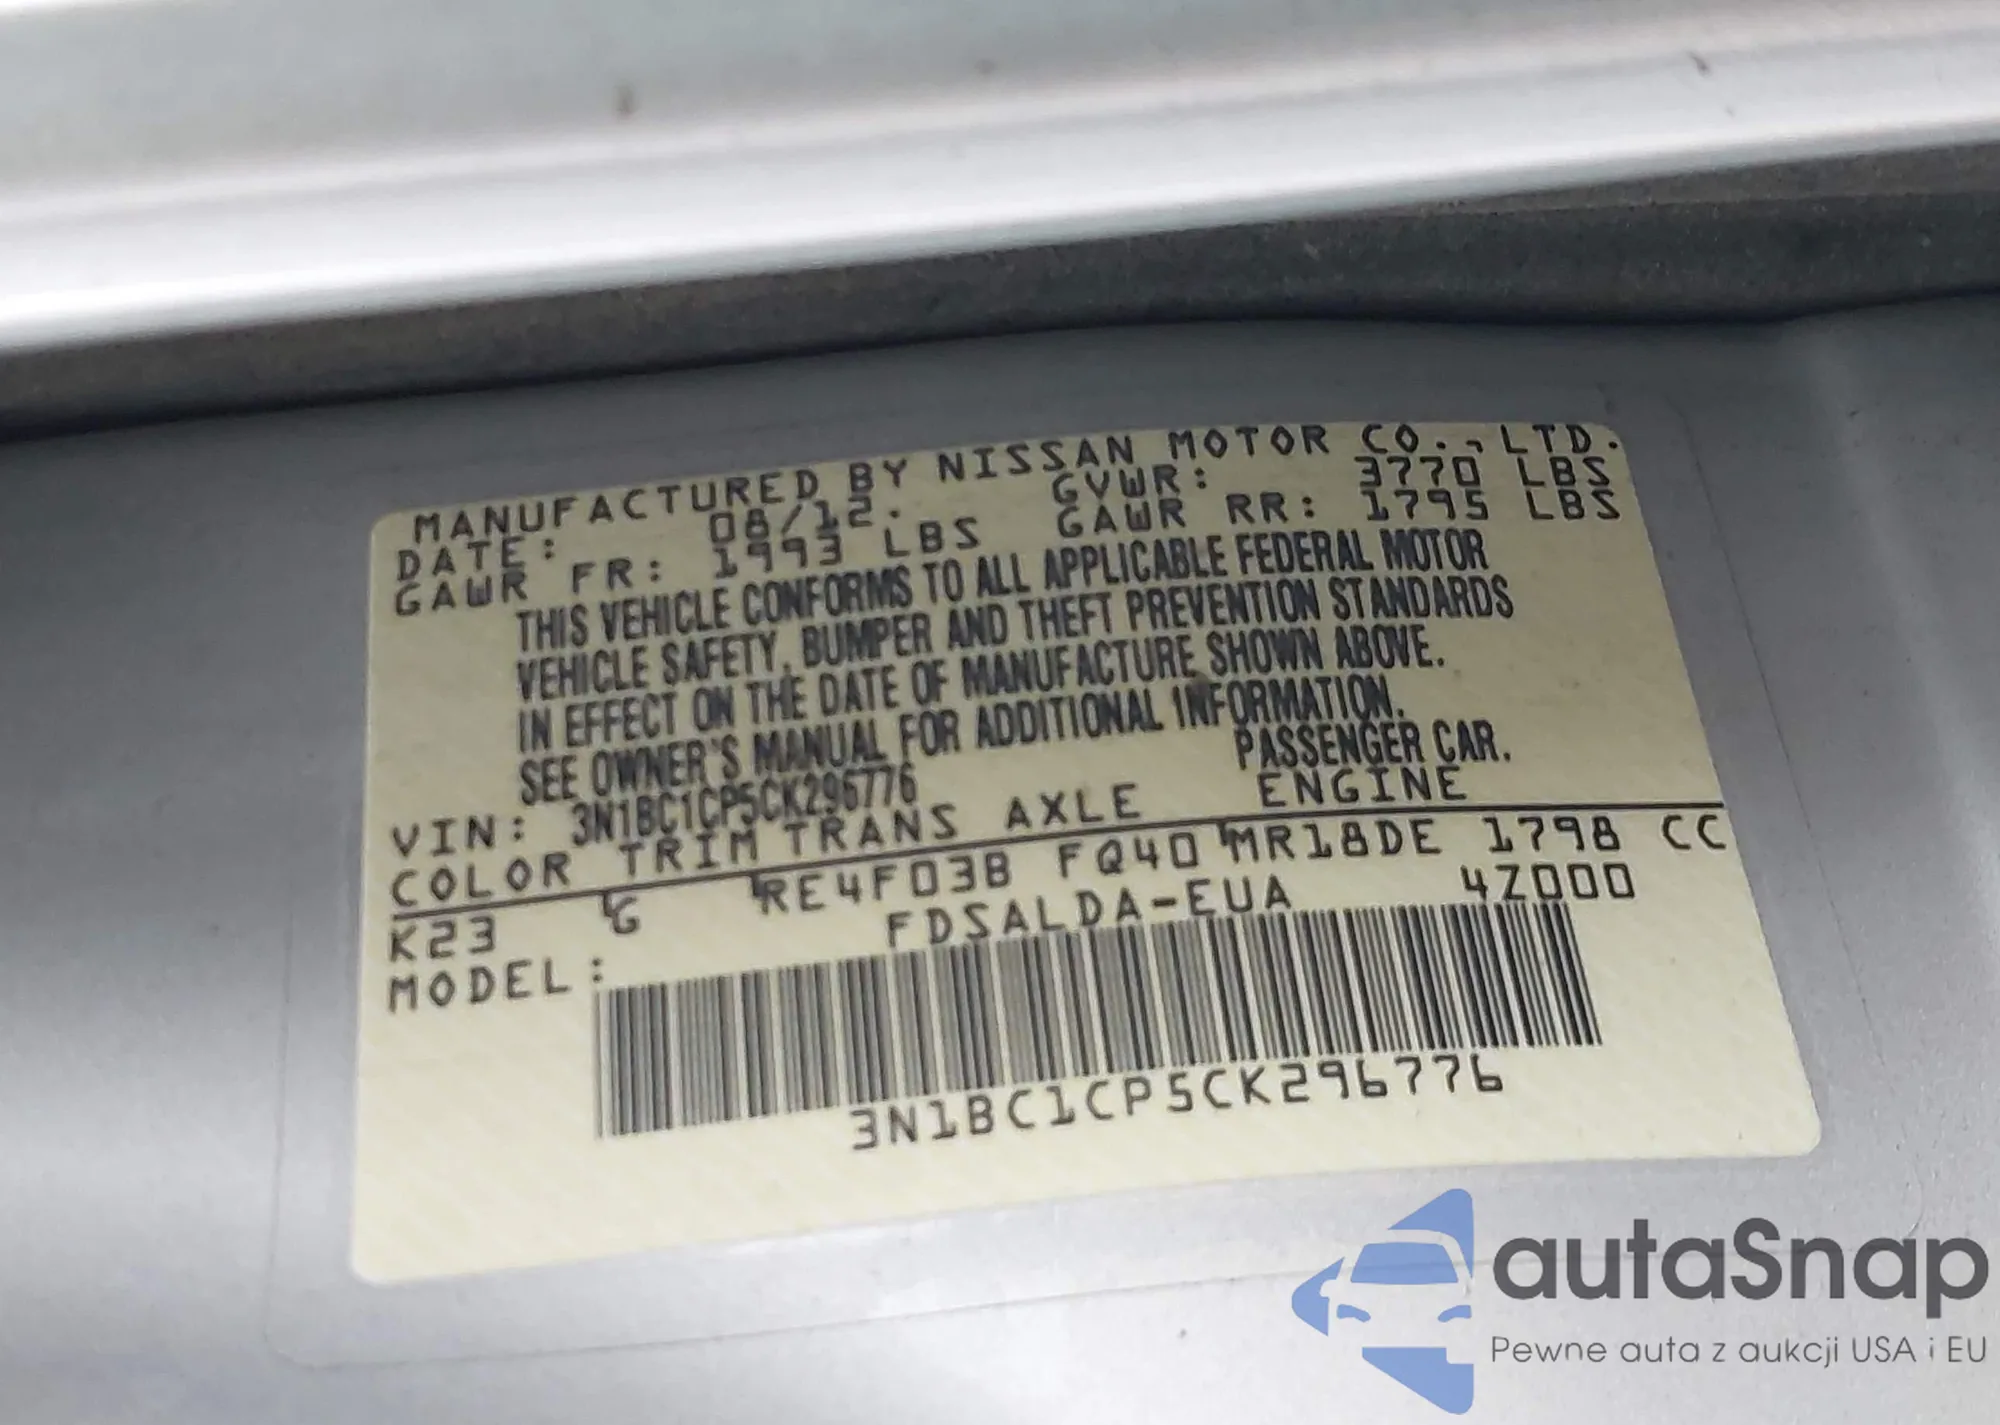 MANUFACTURED BY NISSAN MOTOR CO., LTD.
DATE: 08/12. GVWR: 3770 LBS
GAWR FR: 1993 LBS GAWR RR: 1795 LBS
THIS VEHICLE CONFORMS TO ALL APPLICABLE FEDERAL MOTOR
VEHICLE SAFETY, BUMPER AND THEFT PREVENTION STANDARDS
IN EFFECT ON THE DATE OF MANUFACTURE SHOWN ABOVE.
SEE OWNER'S MANUAL FOR ADDITIONAL INFORMATION.
VIN: 3N1BC1CP5CK296776 PASSENGER CAR.
COLOR TRIM TRANS AXLE ENGINE
K23 G RE4F03B FQ40 MR18DE 1798 CC
MODEL: FDSALDA-EUA 4Z000
3N1BC1CP5CK296776
autaSnap
Pewne auta z aukcji USA i EU